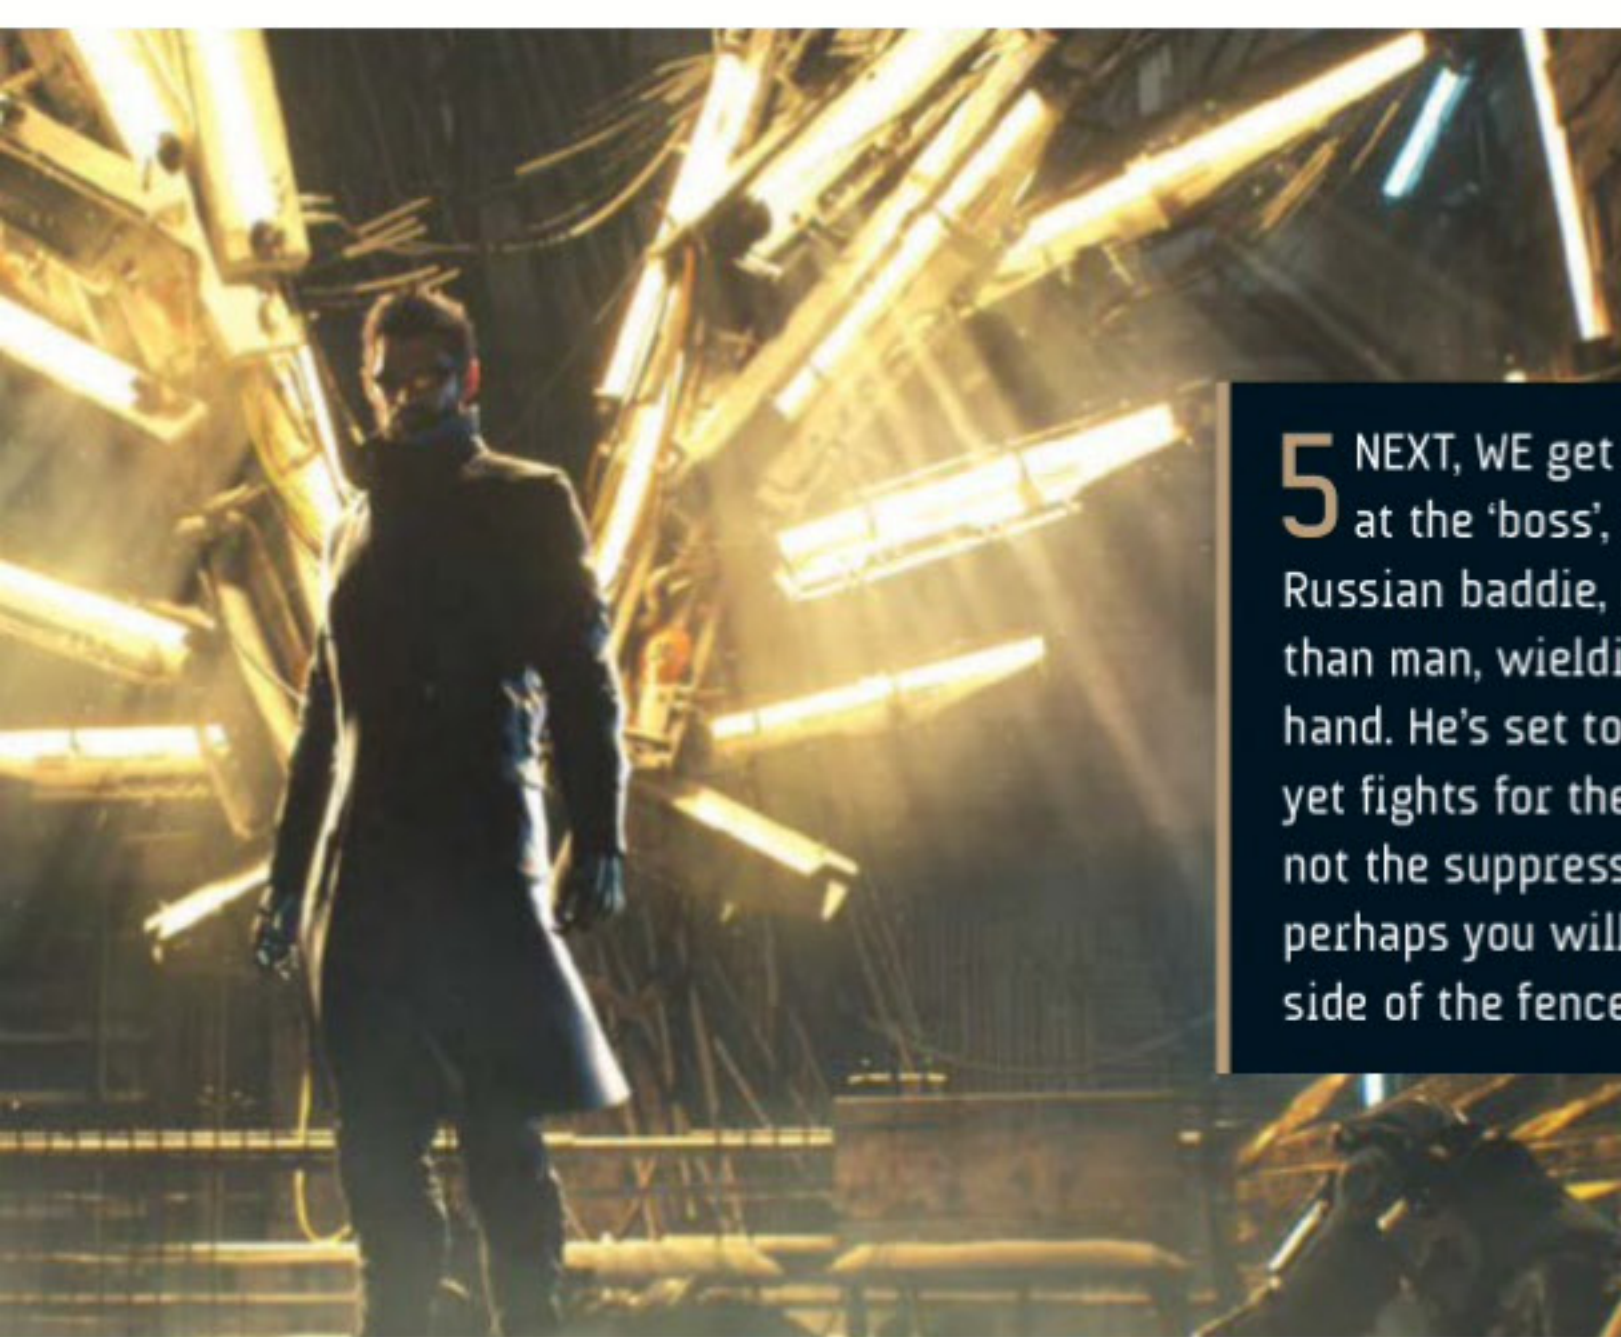 5 NEXT, WE get
at the ‘boss’,
Russian baddie,
than man, wieldi
hand. He’s set to
yet fights for the
not the suppress
perhaps you will
side of the fence